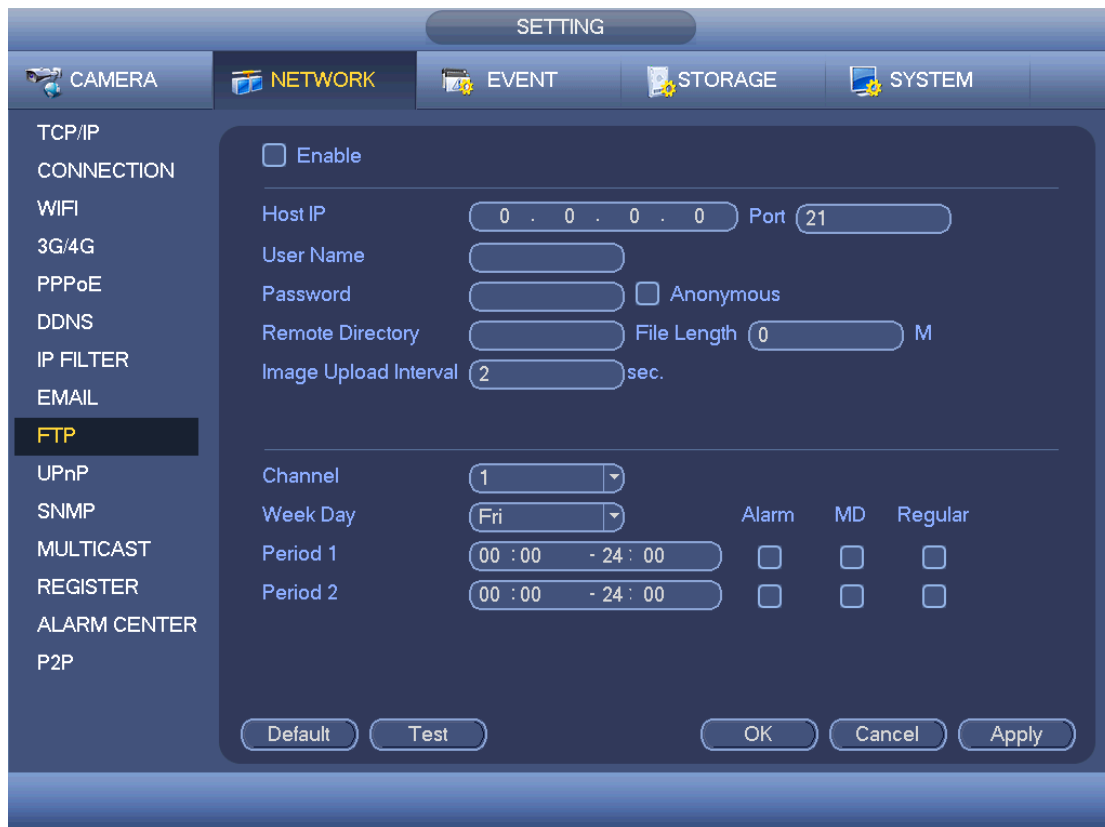 SETTING
CAMERA NETWORK EVENT STORAGE SYSTEM
TCP/IP
CONNECTION
WIFI
3G/4G
PPPoE
DDNS
IP FILTER
EMAIL
FTP
UPnP
SNMP
MULTICAST
REGISTER
ALARM CENTER
P2P
Enable
Host IP 0 . 0 . 0 . 0 Port 21
User Name
Password Anonymous
Remote Directory File Length 0 M
Image Upload Interval 2 sec.
Channel 1
Week Day Fri Alarm MD Regular
Period 1 00 :00 - 24 : 00
Period 2 00 :00 - 24 : 00
Default Test OK Cancel Apply